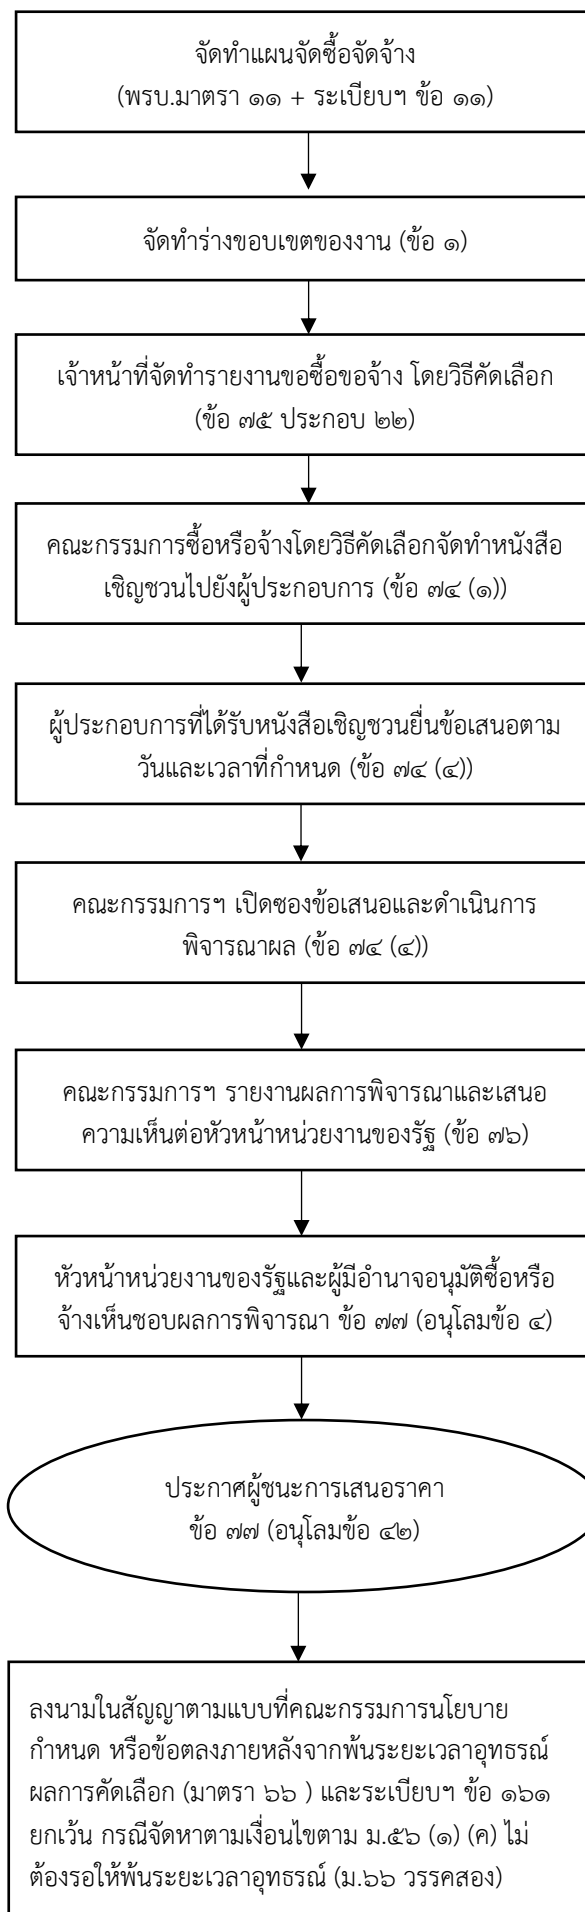 จัดทำแผนจัดซื้อจัดจ้าง
(พรบ.มาตรา ๑๑ + ระเบียบฯ ข้อ ๑๑)
จัดทำร่างขอบเขตของงาน (ข้อ ๑)
เจ้าหน้าที่จัดทำรายงานขอซื้อขอจ้าง โดยวิธีคัดเลือก
(ข้อ ๗๕ ประกอบ ๒๒)
คณะกรรมการซื้อหรือจ้างโดยวิธีคัดเลือกจัดทำหนังสือ
เชิญชวนไปยังผู้ประกอบการ (ข้อ ๗๔ (๑))
ผู้ประกอบการที่ได้รับหนังสือเชิญชวนยื่นข้อเสนอตาม
วันและเวลาที่กำหนด (ข้อ ๗๔ (๔))
คณะกรรมการฯ เปิดซองข้อเสนอและดำเนินการ
พิจารณาผล (ข้อ ๗๔ (๔))
คณะกรรมการฯ รายงานผลการพิจารณาและเสนอ
ความเห็นต่อหัวหน้าหน่วยงานของรัฐ (ข้อ ๗๖)
หัวหน้าหน่วยงานของรัฐและผู้มีอำนาจอนุมัติซื้อหรือ
จ้างเห็นชอบผลการพิจารณา ข้อ ๗๗ (อนุโลมข้อ ๔)
ประกาศผู้ชนะการเสนอราคา
ข้อ ๗๗ (อนุโลมข้อ ๔๒)
ลงนามในสัญญาตามแบบที่คณะกรรมการนโยบาย
กำหนด หรือข้อตลงภายหลังจากพ้นระยะเวลาอุทธรณ์
ผลการคัดเลือก (มาตรา ๖๖ ) และระเบียบฯ ข้อ ๑๖๑
ยกเว้น กรณีจัดหาตามเงื่อนไขตาม ม.๕๖ (๑) (ค) ไม่
ต้องรอให้พ้นระยะเวลาอุทธรณ์ (ม.๖๖ วรรคสอง)